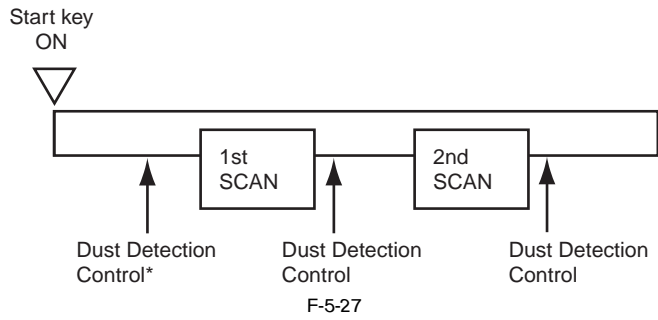 Start key
ON
1st
SCAN
2nd
SCAN
Dust Detection
Control*
Dust Detection
Control
Dust Detection
Control
F-5-27